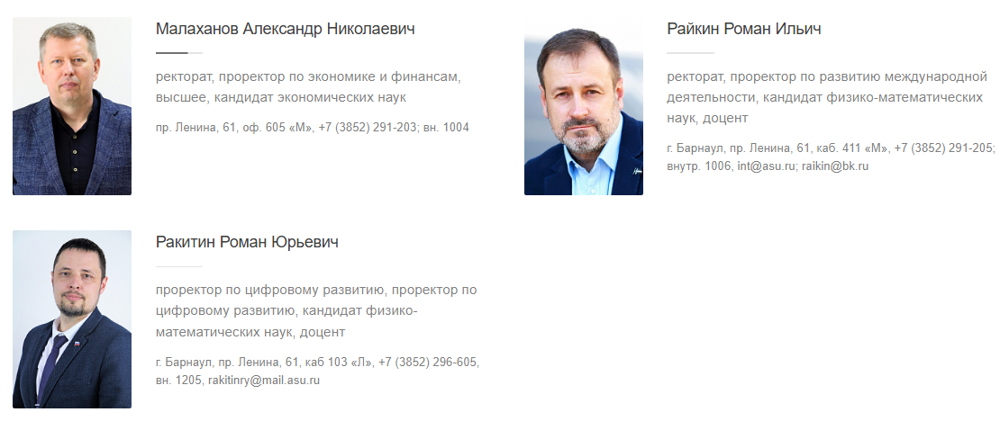 Малаханов Александр Николаевич
ректорат, проректор по экономике и финансам,
высшее, кандидат экономических наук
пр. Ленина, 61, оф. 605 «М», +7 (3852) 291-203; вн. 1004
Райкин Роман Ильич
ректорат, проректор по развитию международной
деятельности, кандидат физико-математических
наук, доцент
г. Барнаул, пр. Ленина, 61, каб. 411 «М», +7 (3852) 291-205;
внутр. 1006, int@asu.ru; raikin@bk.ru
Ракитин Роман Юрьевич
проректор по цифровому развитию, проректор по
цифровому развитию, кандидат физико-
математических наук, доцент
г. Барнаул, пр. Ленина, 61, каб 103 «Л», +7 (3852) 296-605,
вн. 1205, rakitinry@mail.asu.ru